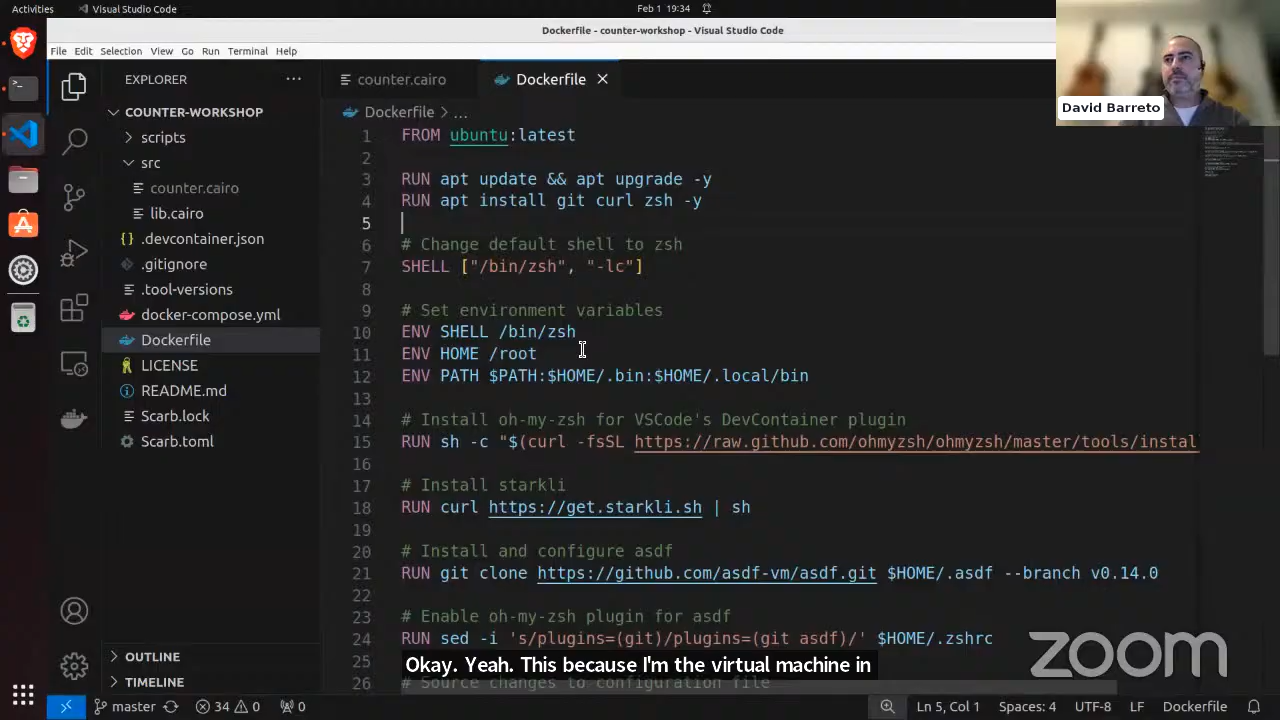 Activities
Visual Studio Code
Feb 1 19:34
Dockerfile - counter-workshop - Visual Studio Code
File Edit Selection View Go Run Terminal Help
David Barreto
EXPLORER
COUNTER-WORKSHOP
scripts
src
counter.cairo
lib.cairo
.devcontainer.json
.gitignore
.tool-versions
docker-compose.yml
Dockerfile
LICENSE
README.md
Scarb.lock
Scarb.toml
OUTLINE
TIMELINE
counter.cairo
Dockerfile
Dockerfile > ...
1 FROM ubuntu:latest
2
3 RUN apt update && apt upgrade -y
4 RUN apt install git curl zsh -y
5
6 # Change default shell to zsh
7 SHELL ["/bin/zsh", "-lc"]
8
9 # Set environment variables
10 ENV SHELL /bin/zsh
11 ENV HOME /root
12 ENV PATH $PATH:$HOME/.bin:$HOME/.local/bin
13
14 # Install oh-my-zsh for VSCode's DevContainer plugin
15 RUN sh -c "$(curl -fsSL https://raw.github.com/ohmyzsh/ohmyzsh/master/tools/instal
16
17 # Install starkli
18 RUN curl https://get.starkli.sh | sh
19
20 # Install and configure asdf
21 RUN git clone https://github.com/asdf-vm/asdf.git $HOME/.asdf --branch v0.14.0
22
23 # Enable oh-my-zsh plugin for asdf
24 RUN sed -i 's/plugins=(git)/plugins=(git asdf)/' $HOME/.zshrc
25
26 # Source changes to configuration file
Okay. Yeah. This because I'm the virtual machine in
zoom
master 34 0 0
Ln 5, Col 1 Spaces: 4 UTF-8 LF Dockerfile